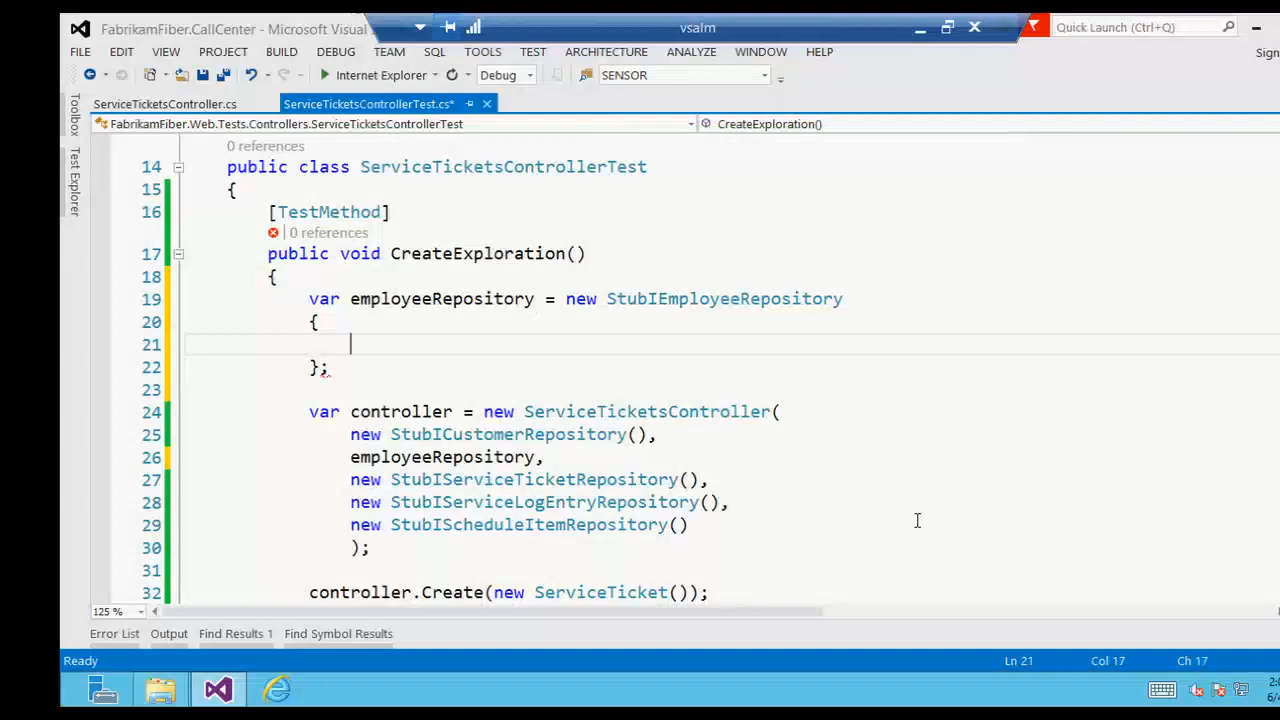 FabrikamFiber.CallCenter - Microsoft Visual
vsalm
Quick Launch (Ctrl+Q)
FILE EDIT VIEW PROJECT BUILD DEBUG TEAM SQL TOOLS TEST ARCHITECTURE ANALYZE WINDOW HELP
Sign
Internet Explorer Debug SENSOR
ServiceTicketsController.cs ServiceTicketsControllerTest.cs*
FabrikamFiber.Web.Tests.Controllers.ServiceTicketsControllerTest CreateExploration()
Toolbox
Test Explorer
0 references
14 public class ServiceTicketsControllerTest
15 {
16 [TestMethod]
0 references
17 public void CreateExploration()
18 {
19 var employeeRepository = new StubIEmployeeRepository
20 {
21
22 };
23
24 var controller = new ServiceTicketsController(
25 new StubICustomerRepository(),
26 employeeRepository,
27 new StubIServiceTicketRepository(),
28 new StubIServiceLogEntryRepository(),
29 new StubIScheduleItemRepository()
30 );
31
32 controller.Create(new ServiceTicket());
125 %
Error List Output Find Results 1 Find Symbol Results
Ready Ln 21 Col 17 Ch 17